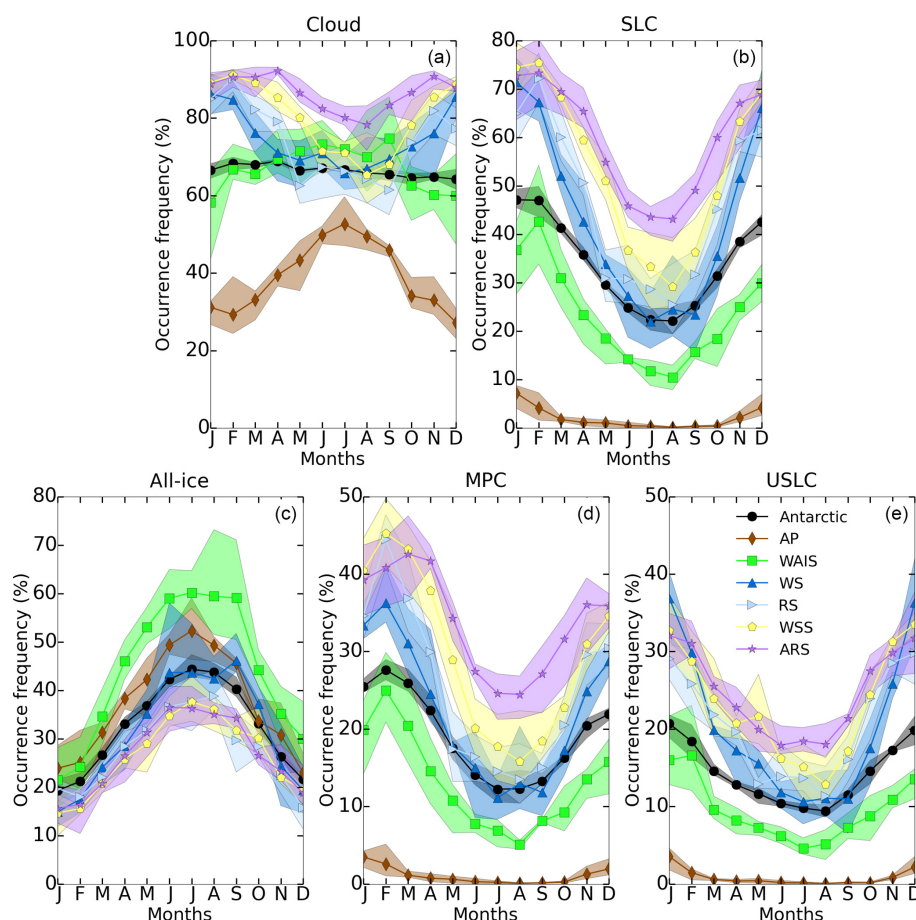 Cloud
SLC
(a)
(b)
Occurrence frequency (%)
100
80
60
40
20
0
J F M A M J J A S O N D
Months
Occurrence frequency (%)
80
70
60
50
40
30
20
10
0
J F M A M J J A S O N D
Months
All-ice
MPC
USLC
(c)
(d)
(e)
Occurrence frequency (%)
80
70
60
50
40
30
20
10
0
J F M A M J J A S O N D
Months
Occurrence frequency (%)
50
40
30
20
10
0
J F M A M J J A S O N D
Months
Occurrence frequency (%)
50
40
30
20
10
0
J F M A M J J A S O N D
Months
Antarctic
AP
WAIS
WS
RS
WSS
ARS